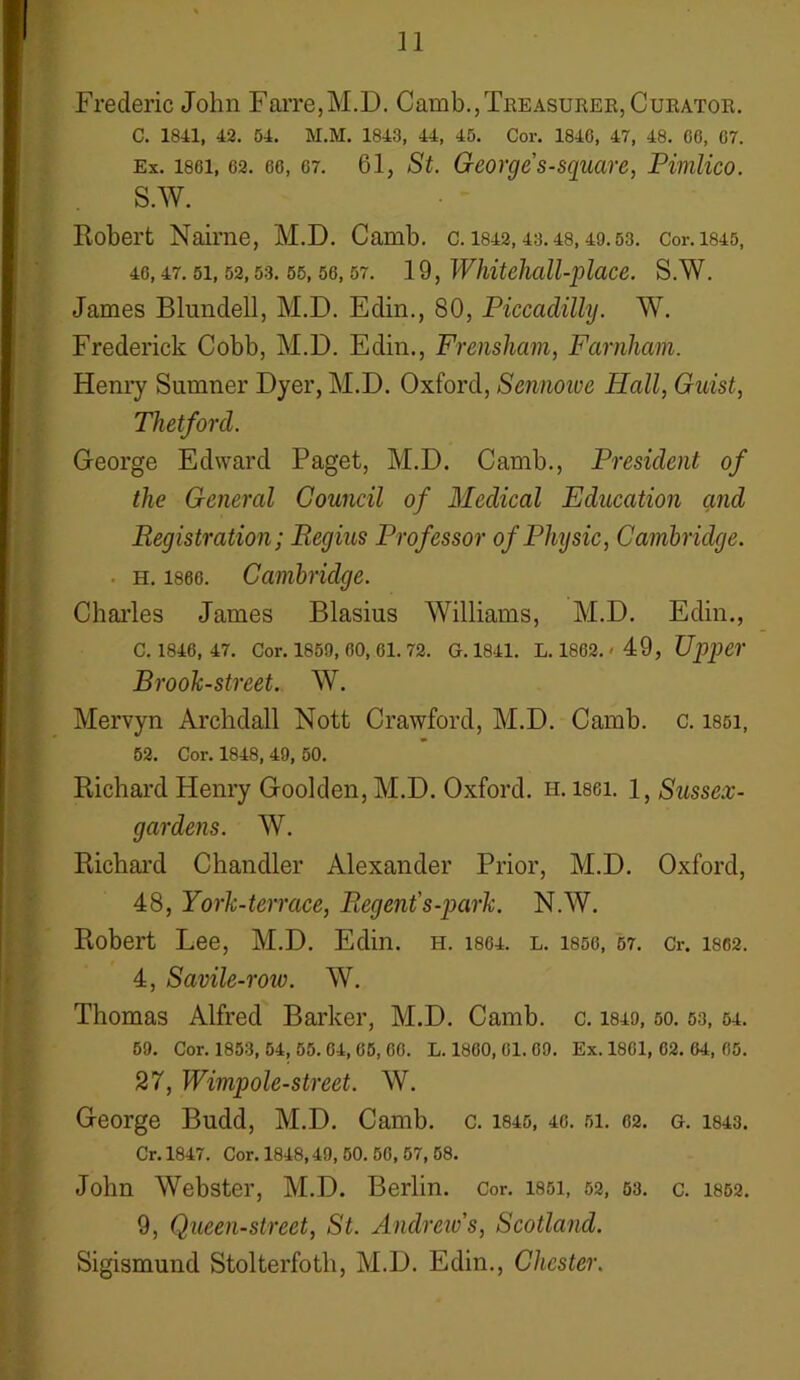 11
Frederic John Farre, M.D. Camb., TREASURER, CURATOR.
C. 1841, 42. 54. M.M. 1843, 44, 45. Cor. 1846, 47, 48. 66, 67.
Ex. 1861, 62. 66, 67. 61, St. George's-square, Pimlico.
S.W.
Robert Nairne, M.D. Camb. C. 1842, 43. 48, 49. 53. Cor. 1845,
46, 47. 51, 52, 53. 55, 56, 57. 19, Whitehall-place. S.W.
James Blundell, M.D. Edin., 80, Piccadilly. W.
Frederick Cobb, M.D. Edin., Frensham, Farnham.
Henry Sumner Dyer, M.D. Oxford, Sennowe Hall, Guist,
Thetford.
George Edward Paget, M.D. Camb., President of
the General Council of Medical Education and
Registration; Regius Professor of Physic, Cambridge.
H. 1866. Cambridge.
Charles James Blasius Williams, M.D. Edin.,
C. 1846, 47. Cor. 1859, 60, 61. 72. G. 1841. L. 1862. 49, Upper
Brook-street. W.
Mervyn Archdall Nott Crawford, M.D. Camb. C. 1851,
52. Cor. 1848, 49, 50.
Richard Henry Goolden, M.D. Oxford. H. 1861. 1, Sussex-
gardens. W.
Richard Chandler Alexander Prior, M.D. Oxford,
48, York-terrace, Regent's-park. N.W.
Robert Lee, M.D. Edin. H. 1864. L. 1856, 57. Cr. 1862.
4, Savile-row. W.
Thomas Alfred Barker, M.D. Camb. C. 1849, 50. 53, 54.
59. Cor. 1853, 54, 55. 64, 65, 66. L. 1860, 61. 69. Ex. 1861, 62. 64, 65.
27, Wimpole-street. W.
George Budd, M.D. Camb. C. 1845, 46. 51. 62. G. 1843.
Cr. 1847. Cor. 1848, 49, 50. 56, 57, 58.
John Webster, M.D. Berlin. Cor. 1851, 52, 53. C. 1852.
9, Queen-street, St. Andrew's, Scotland.
Sigismund Stolterfoth, M.D. Edin., Chester.